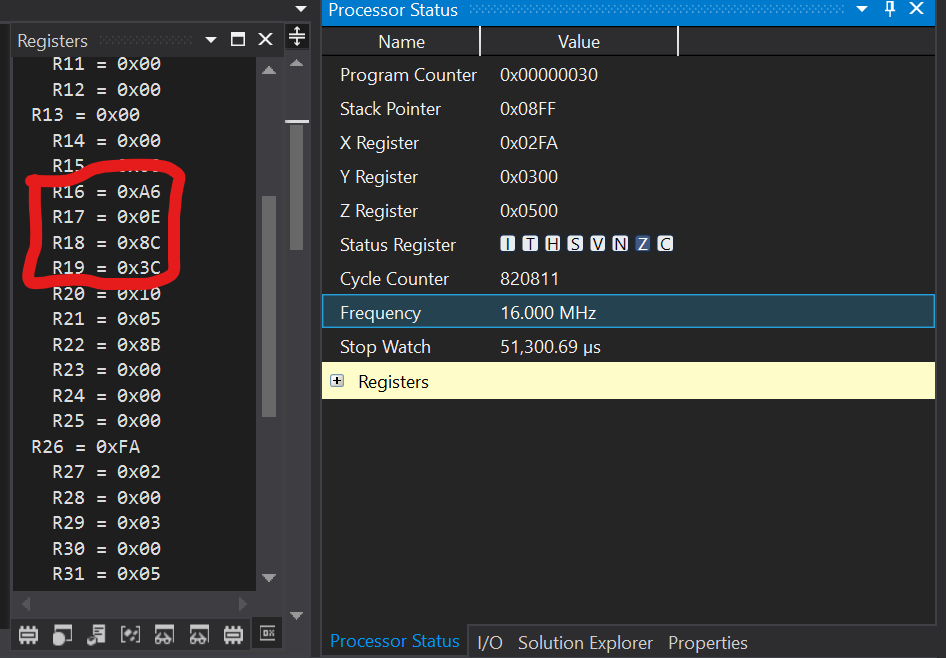 Registers
R11 = 0x00
R12 = 0x00
R13 = 0x00
R14 = 0x00
R15
R16 = 0xA6
R17 = 0x0E
R18 = 0x8C
R19 = 0x3C
R20 = 0x10
R21 = 0x05
R22 = 0x8B
R23 = 0x00
R24 = 0x00
R25 = 0x00
R26 = 0xFA
R27 = 0x02
R28 = 0x00
R29 = 0x03
R30 = 0x00
R31 = 0x05
Processor Status
Name Value
Program Counter 0x00000030
Stack Pointer 0x08FF
X Register 0x02FA
Y Register 0x0300
Z Register 0x0500
Status Register I T H S V N Z C
Cycle Counter 820811
Frequency 16.000 MHz
Stop Watch 51,300.69 µs
Registers
Processor Status I/O Solution Explorer Properties